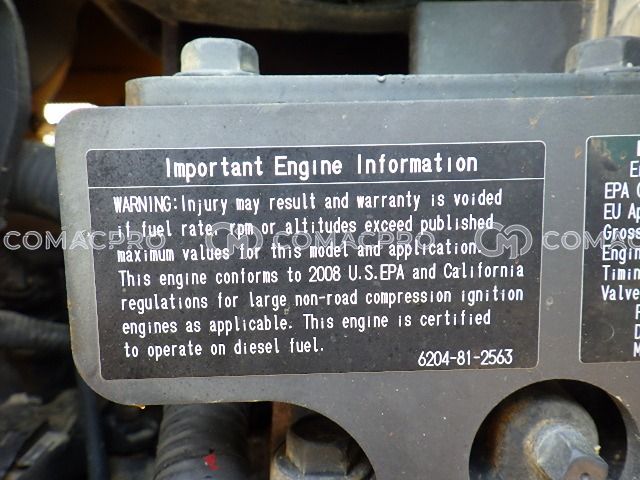 Important Engine Information
WARNING: Injury may result and warranty is voided
if fuel rate, rpm or altitudes exceed published
maximum values for this model and application.
This engine conforms to 2008 U.S.EPA and California
regulations for large non-road compression ignition
engines as applicable. This engine is certified
to operate on diesel fuel.
6204-81-2563
EPA
EU
Gross
Engin
Timin
Valve
COMACPRO
COMACPRO
COMACPRO